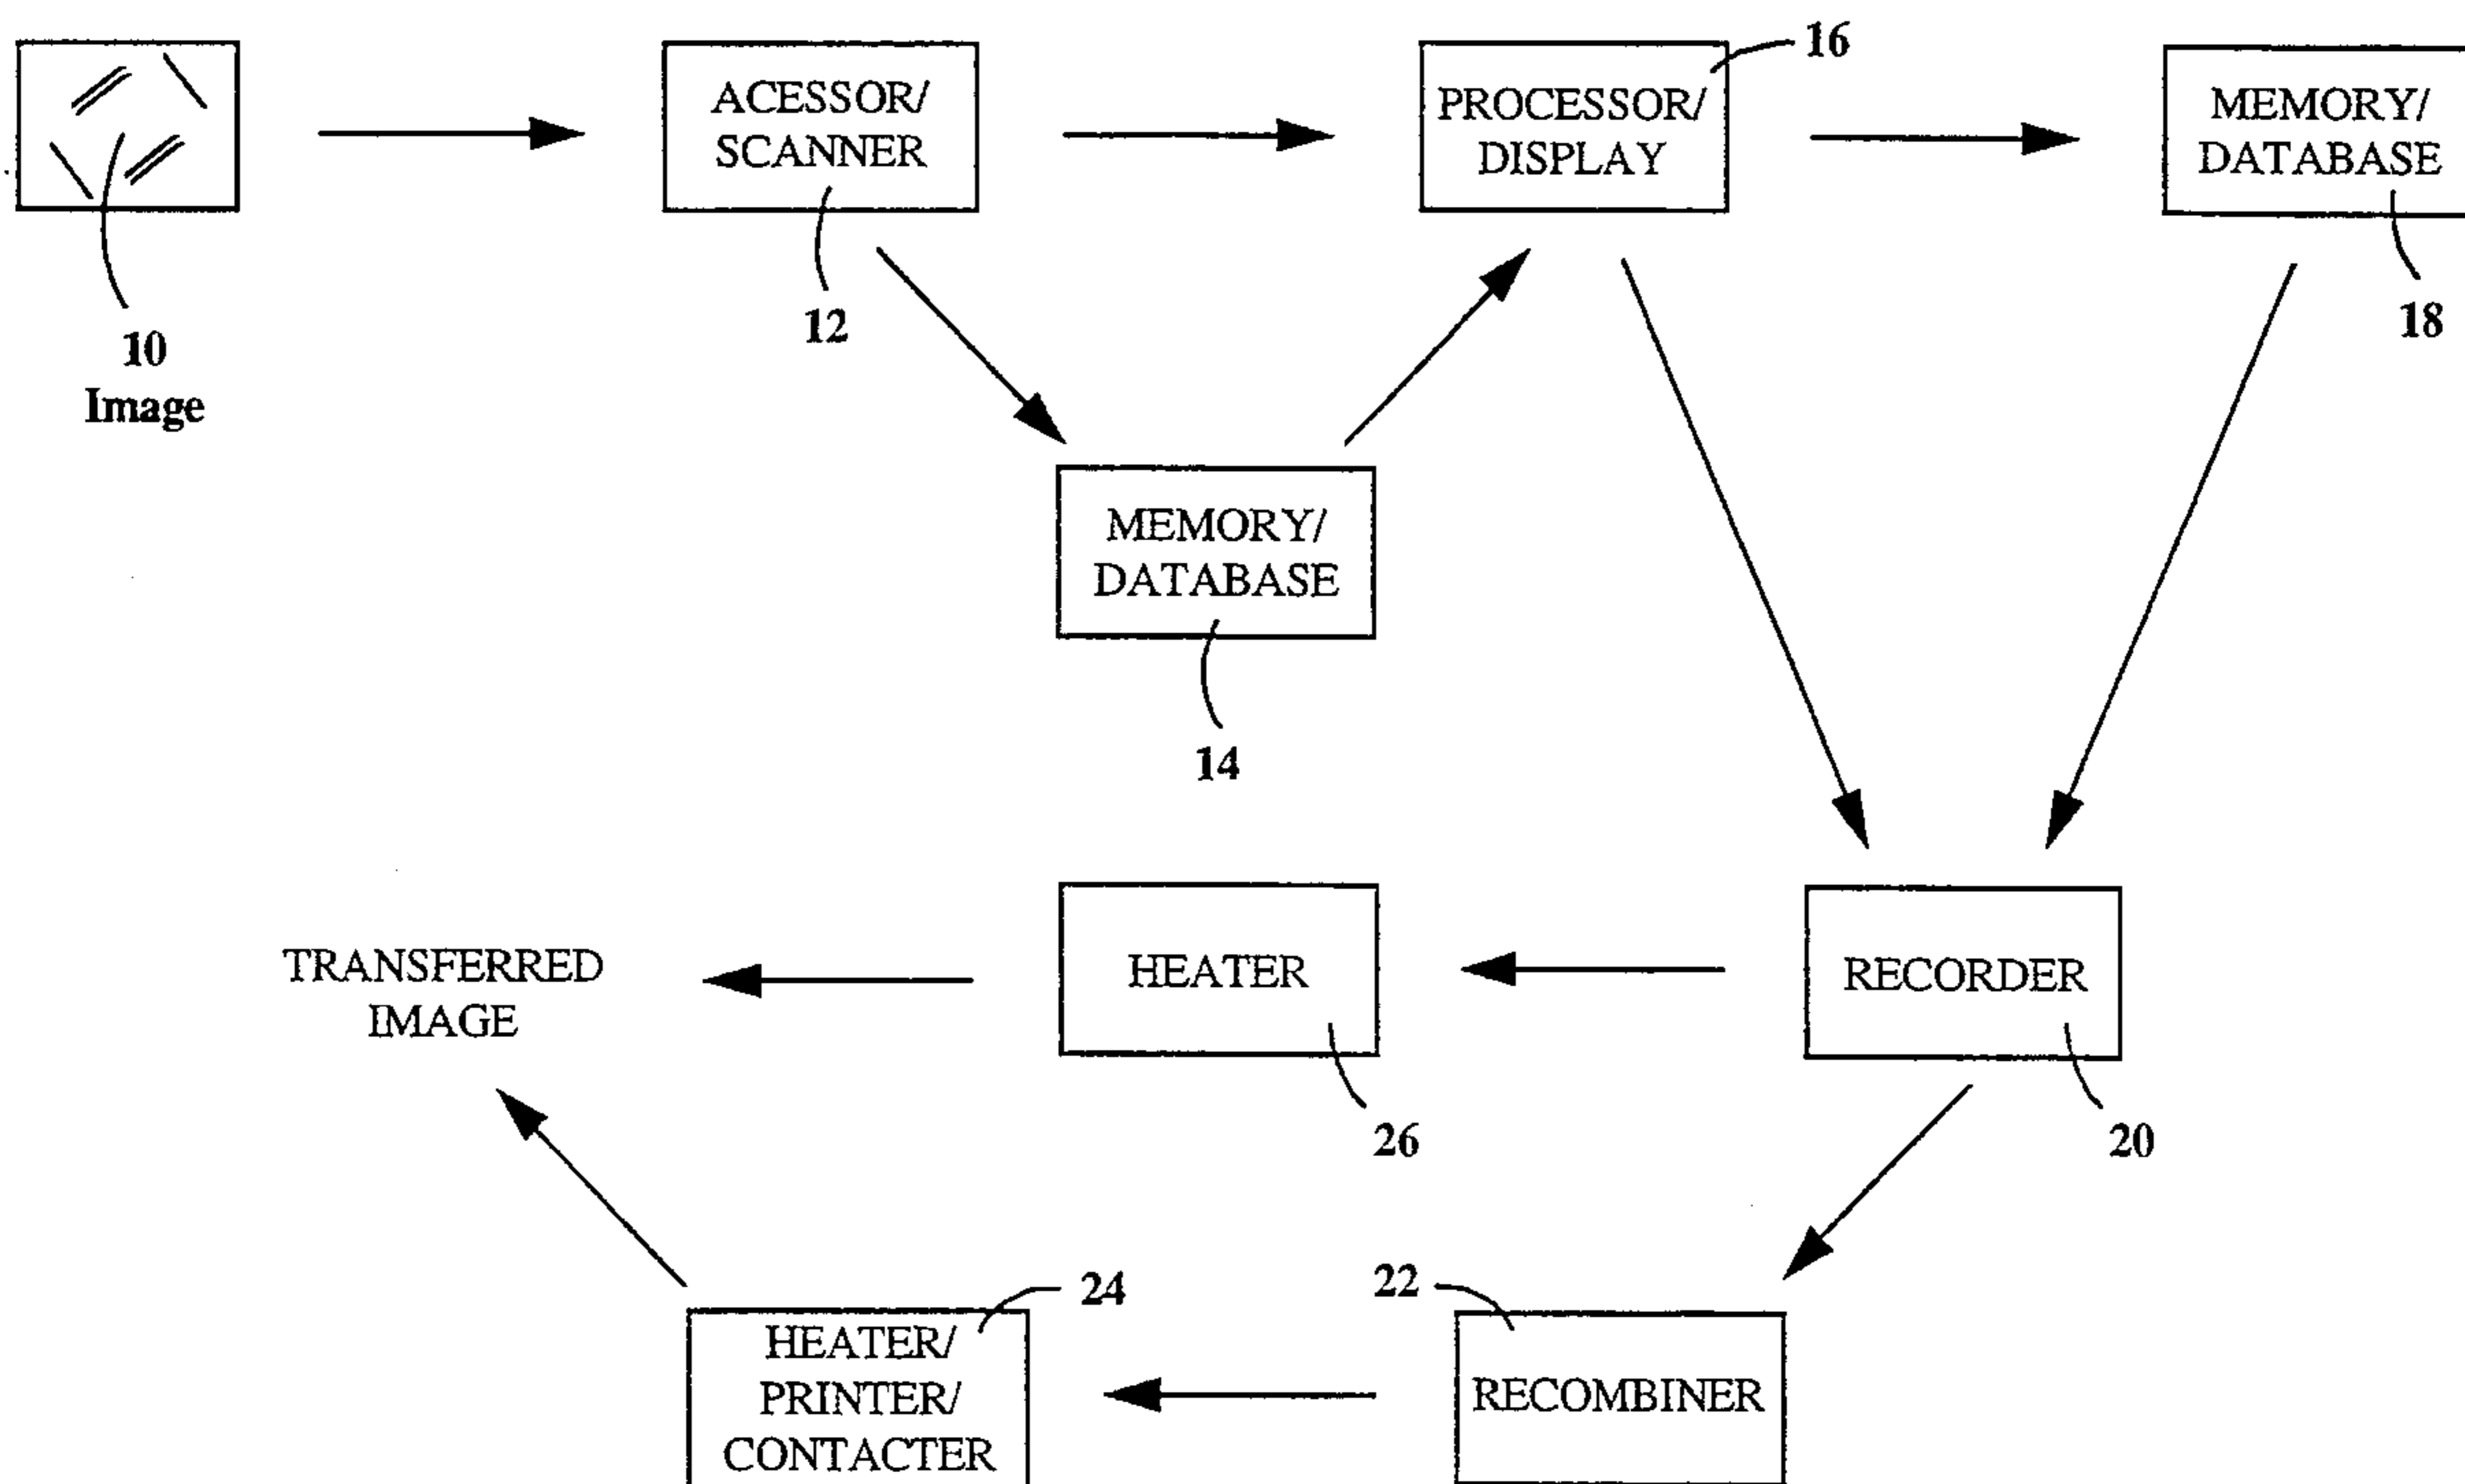 16
ACESSOR/
SCANNER
PROCESSOR/
DISPLAY
MEMORY/
DATABASE
12
18
10
Image
MEMORY/
DATABASE
14
TRANSFERRED
IMAGE
HEATER
RECORDER
26
20
24
22
HEATER/
PRINTER/
CONTACTER
RECOMBINER